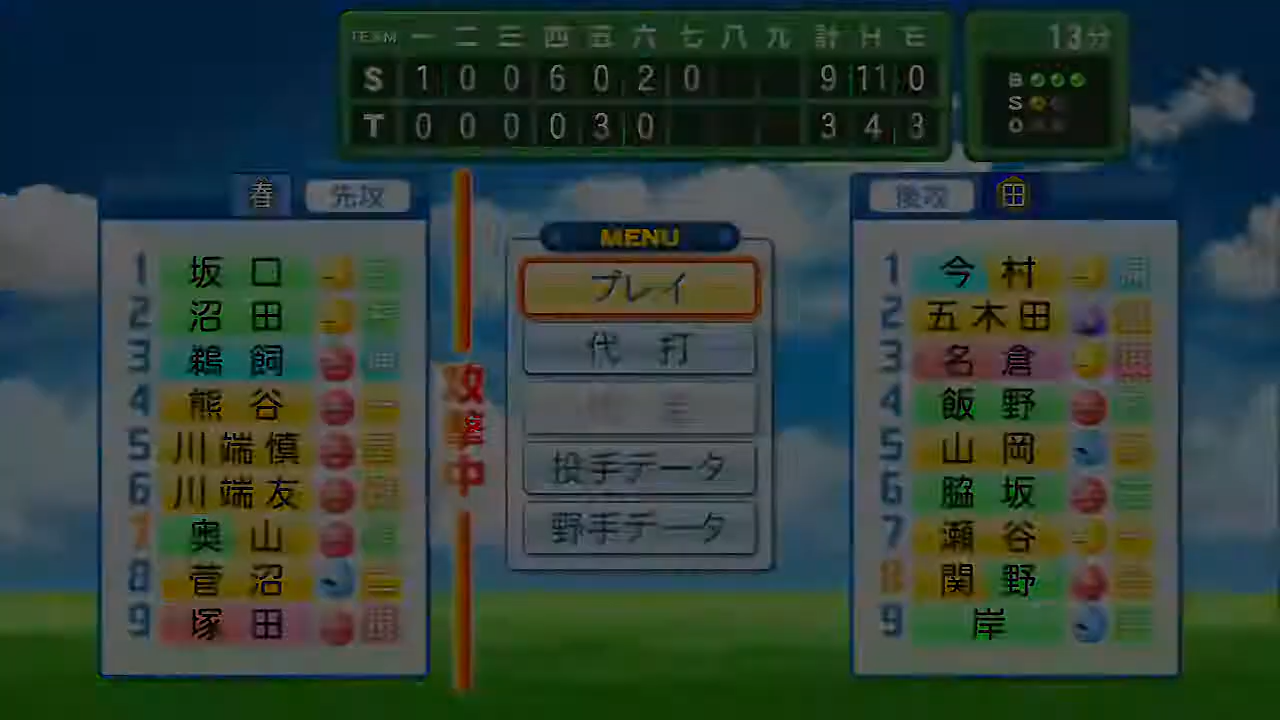 TEAM 一 二 三 四 五 六 七 八 九 計 H E
S 1 0 0 6 0 2 0 9 11 0
T 0 0 0 0 3 0 3 4 3
13分
B
S
O
春 先攻
1 坂口
2 沼田
3 鵜飼
4 熊谷 一
5 川端慎
6 川端友
7 奥山
8 菅沼
9 塚田
攻撃中
MENU
プレイ
代打
投手データ
野手データ
後攻 田
1 今村
2 五木田
3 名倉
4 飯野
5 山岡
6 脇坂
7 瀬谷
8 関野
9 岸